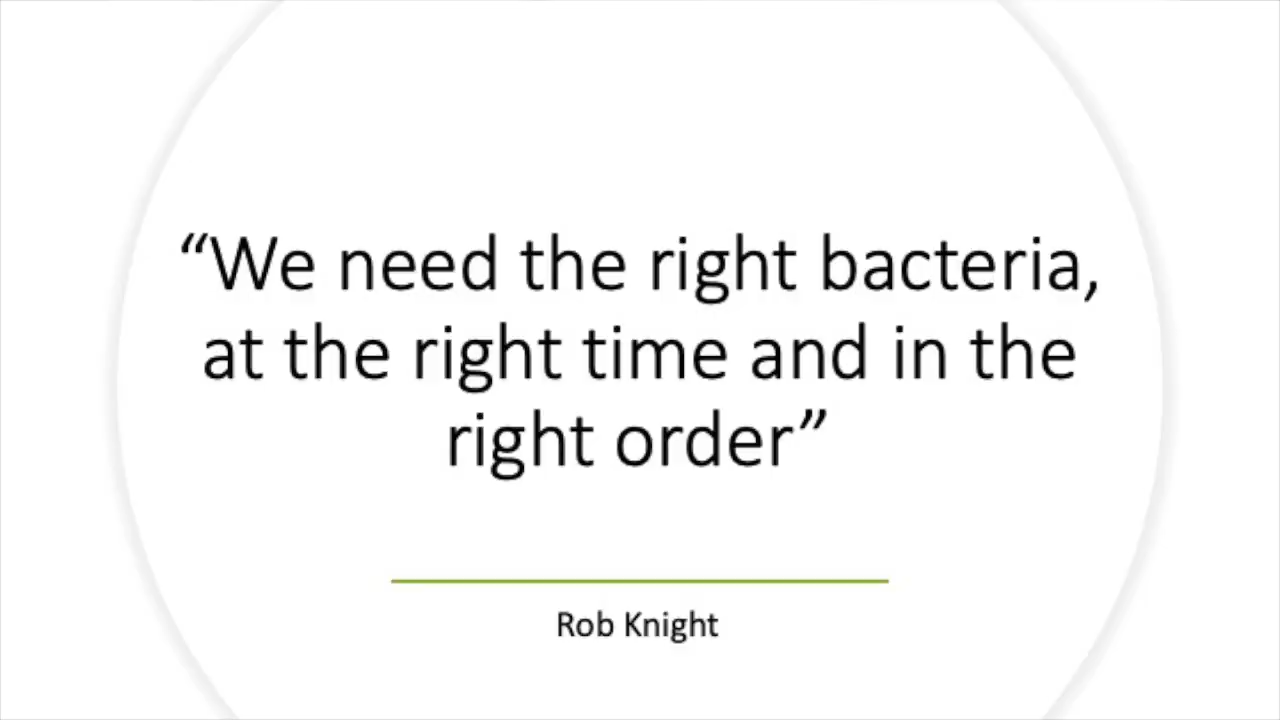 “We need the right bacteria,
at the right time and in the
right order”
Rob Knight